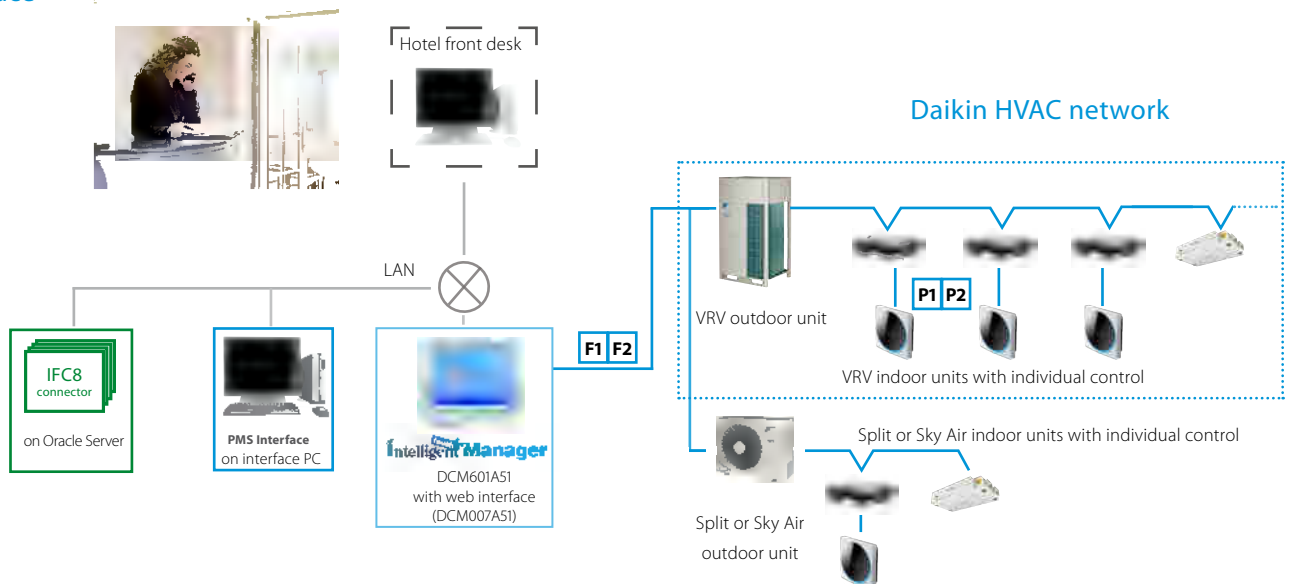 Hotel front desk
Daikin HVAC network
LAN
P1 P2
VRV outdoor unit
F1 F2
VRV indoor units with individual control
IFC8
connector
on Oracle Server
PMS Interface
on interface PC
Intelligent Manager
DCM601A51
with web interface
(DCM007A51)
Split or Sky Air indoor units with individual control
Split or Sky Air
outdoor unit